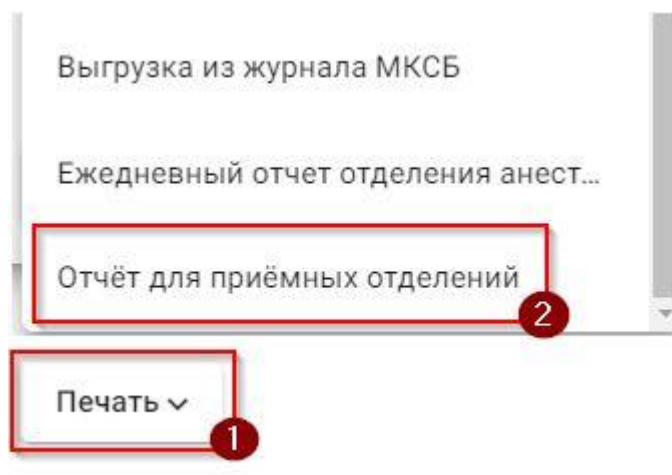 Выгрузка из журнала МКСБ
Ежедневный отчет отделения анест...
Отчёт для приёмных отделений
2
Печать
1